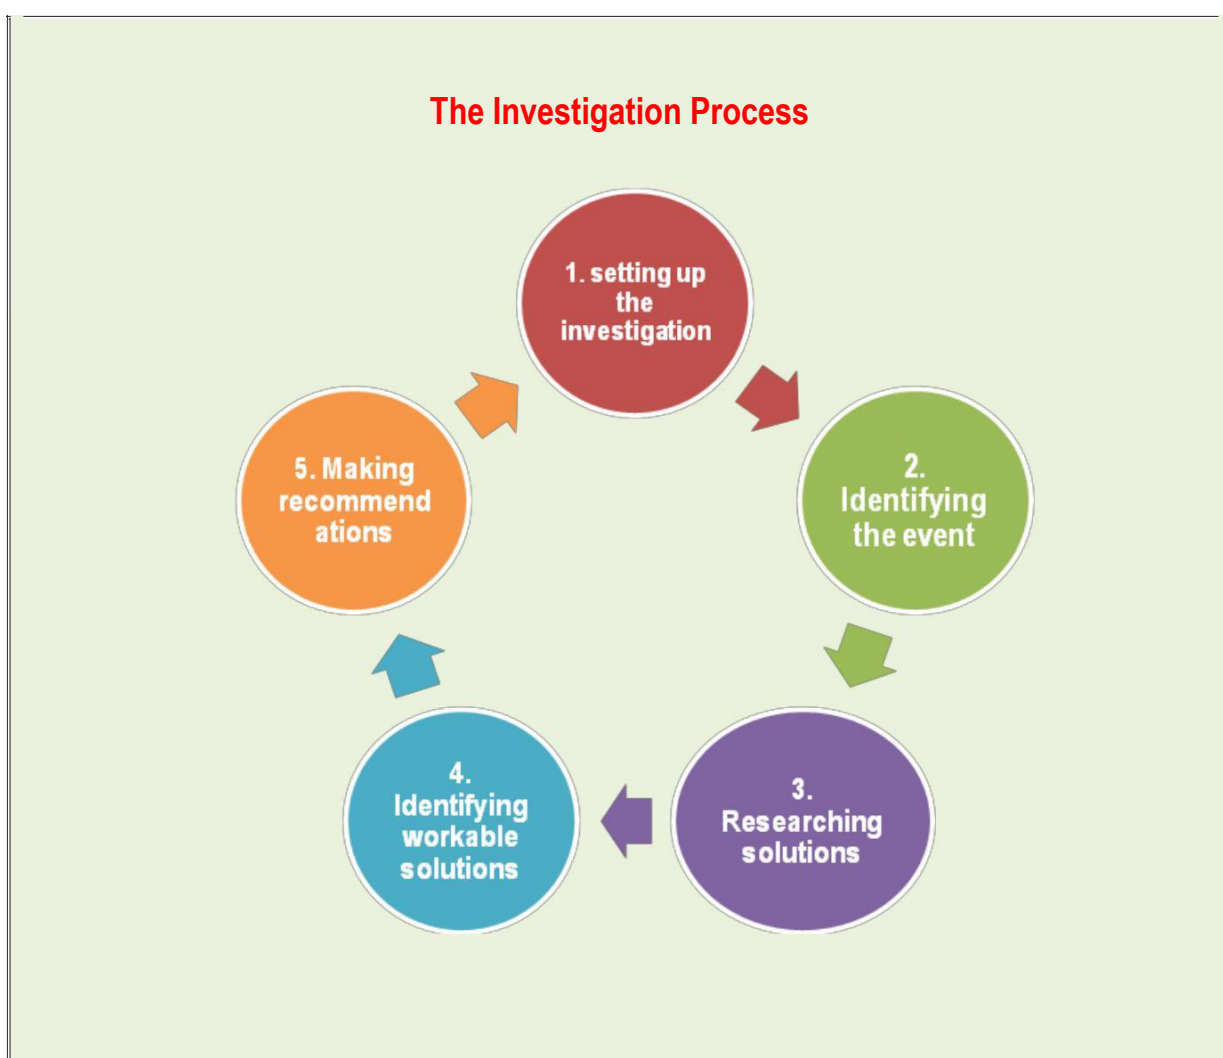 The Investigation Process
1. setting up
the
investigation
2.
Identifying
the event
3.
Researching
solutions
4.
Identifying
workable
solutions
5. Making
recommend
ations